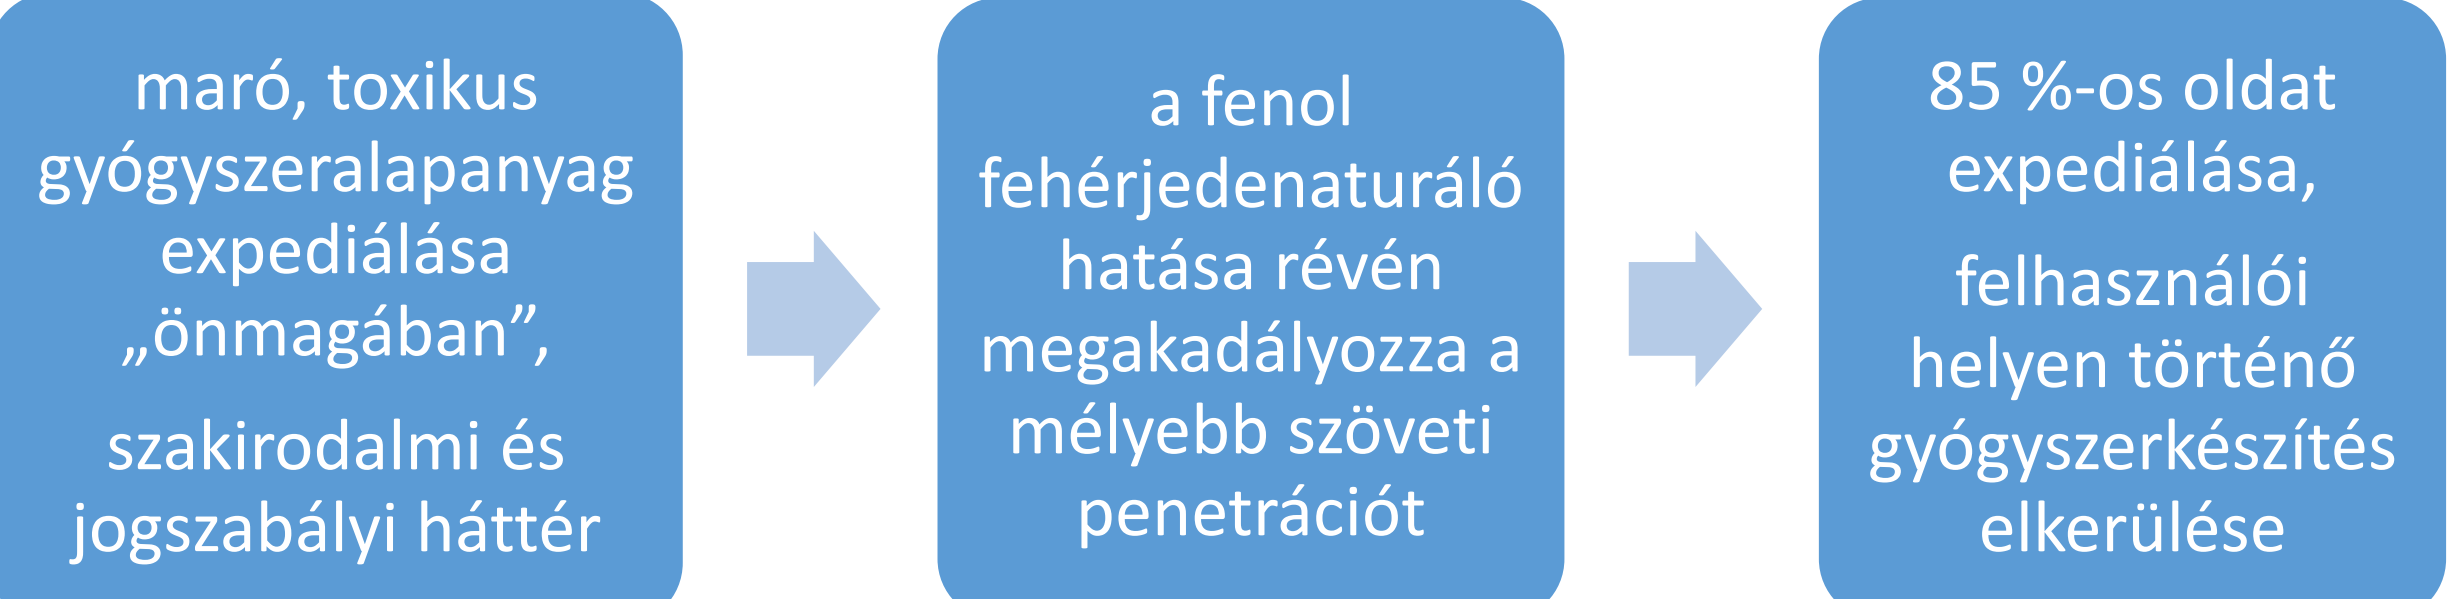 maró, toxikus
gyógyszeralapanyag
expediálása
„önmagában”,
szakirodalmi és
jogszabályi háttér
a fenol
fehérjedenaturáló
hatása révén
megakadályozza a
mélyebb szöveti
penetrációt
85 %-os oldat
expediálása,
felhasználói
helyen történő
gyógyszerkészítés
elkerülése